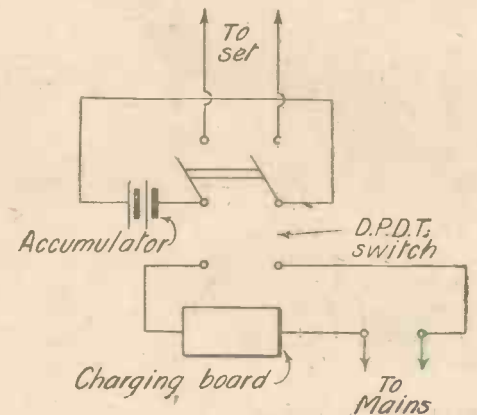 To
set
Accumulator
D.P.D.T.
switch
Charging board
To
Mains